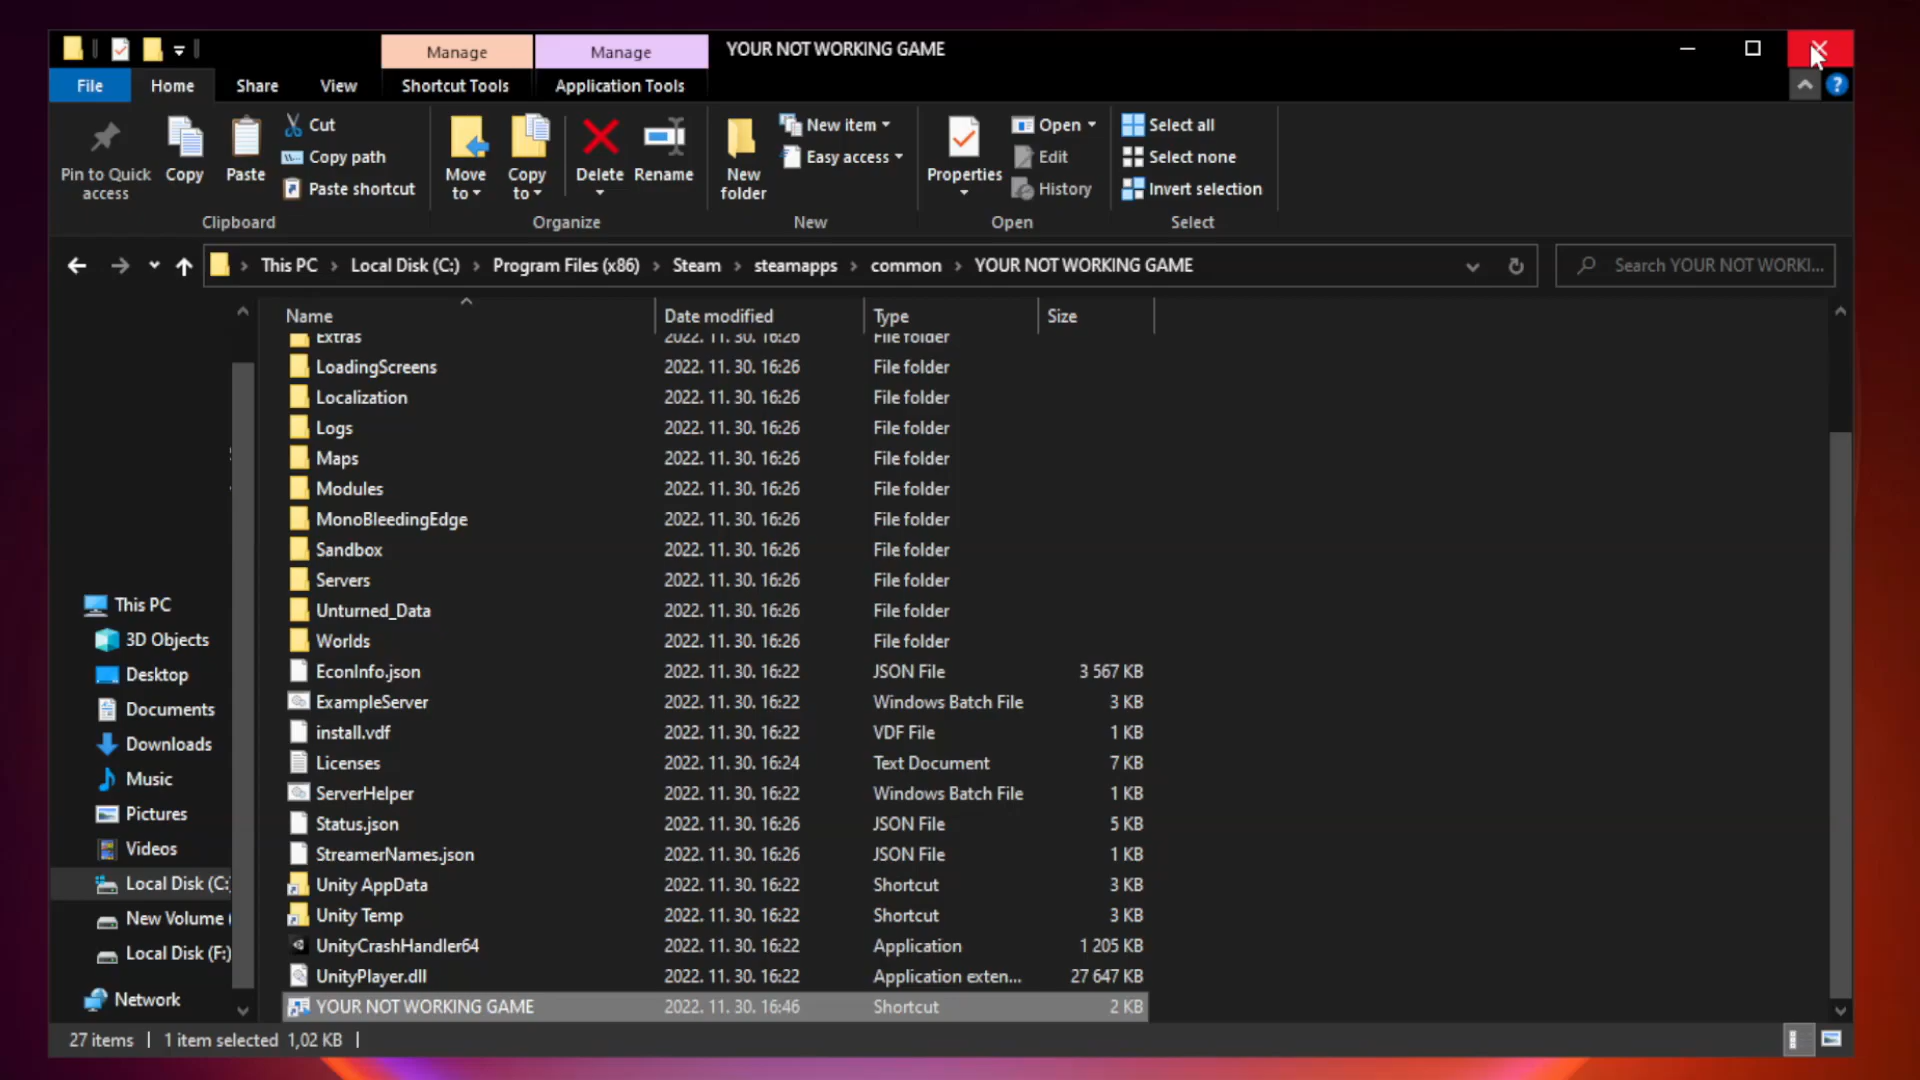 Manage
Manage
YOUR NOT WORKING GAME
File
Home
Share
View
Shortcut Tools
Application Tools
Pin to Quick access
Copy
Paste
Cut
Copy path
Paste shortcut
Clipboard
Move to
Copy to
Delete
Rename
Organize
New folder
New item
Easy access
New
Properties
Open
Edit
History
Open
Select all
Select none
Invert selection
Select
This PC
Local Disk (C:)
Program Files (x86)
Steam
steamapps
common
YOUR NOT WORKING GAME
Search YOUR NOT WORKI...
Name Date modified Type Size
Extras 2022. 11. 30. 16:26 File folder
LoadingScreens 2022. 11. 30. 16:26 File folder
Localization 2022. 11. 30. 16:26 File folder
Logs 2022. 11. 30. 16:26 File folder
Maps 2022. 11. 30. 16:26 File folder
Modules 2022. 11. 30. 16:26 File folder
MonoBleedingEdge 2022. 11. 30. 16:26 File folder
Sandbox 2022. 11. 30. 16:26 File folder
Servers 2022. 11. 30. 16:26 File folder
Unturned_Data 2022. 11. 30. 16:26 File folder
Worlds 2022. 11. 30. 16:26 File folder
EconInfo.json 2022. 11. 30. 16:22 JSON File 3 567 KB
ExampleServer 2022. 11. 30. 16:22 Windows Batch File 3 KB
install.vdf 2022. 11. 30. 16:22 VDF File 1 KB
Licenses 2022. 11. 30. 16:24 Text Document 7 KB
ServerHelper 2022. 11. 30. 16:22 Windows Batch File 1 KB
Status.json 2022. 11. 30. 16:26 JSON File 5 KB
StreamerNames.json 2022. 11. 30. 16:26 JSON File 1 KB
Unity AppData 2022. 11. 30. 16:22 Shortcut 3 KB
Unity Temp 2022. 11. 30. 16:22 Shortcut 3 KB
UnityCrashHandler64 2022. 11. 30. 16:22 Application 1 205 KB
UnityPlayer.dll 2022. 11. 30. 16:22 Application exten... 27 647 KB
YOUR NOT WORKING GAME 2022. 11. 30. 16:46 Shortcut 2 KB
This PC
3D Objects
Desktop
Documents
Downloads
Music
Pictures
Videos
Local Disk (C:
New Volume (
Local Disk (F:)
Network
27 items
1 item selected 1,02 KB